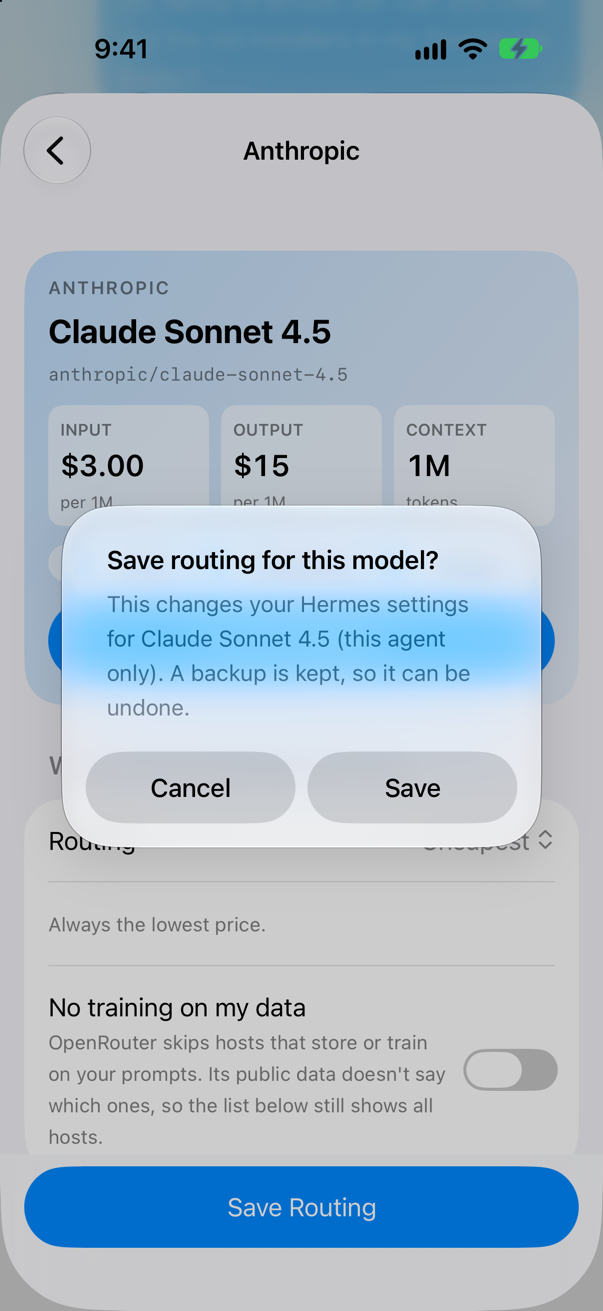 9:41
Anthropic
ANTHROPIC
Claude Sonnet 4.5
anthropic/claude-sonnet-4.5
INPUT OUTPUT CONTEXT
$3.00 $15 1M
per 1M per 1M tokens
Save routing for this model?
This changes your Hermes settings
for Claude Sonnet 4.5 (this agent
only). A backup is kept, so it can be
undone.
Cancel Save
Routing Cheapest
Always the lowest price.
No training on my data
OpenRouter skips hosts that store or train
on your prompts. Its public data doesn't say
which ones, so the list below still shows all
hosts.
Save Routing